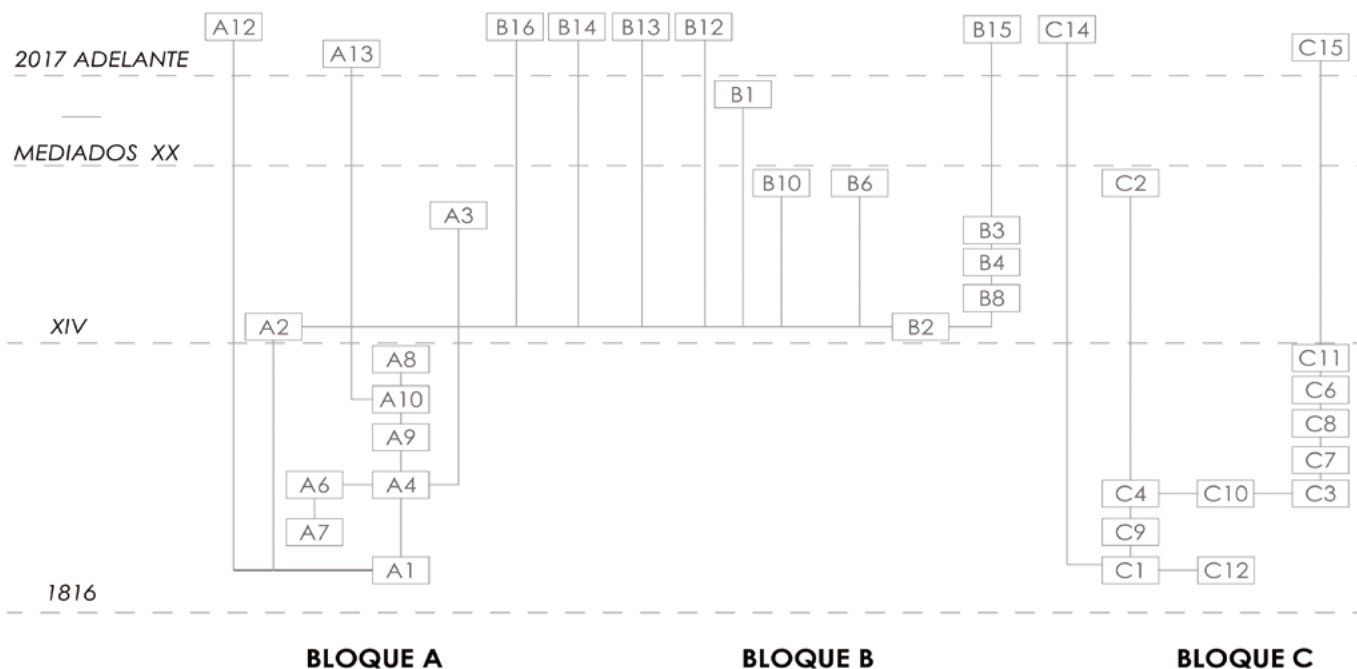 A12 B16 B14 B13 B12 B15 C14
2017 ADELANTE A13 C15
B1
MEDIADOS XX
B10 B6 C2
A3
B3
B4
B8
XIV A2 B2
A8 C11
A10 C6
A9 C8
C7
A6 A4 C4 C10 C3
A7 C9
A1 C1 C12
1816
BLOQUE A BLOQUE B BLOQUE C